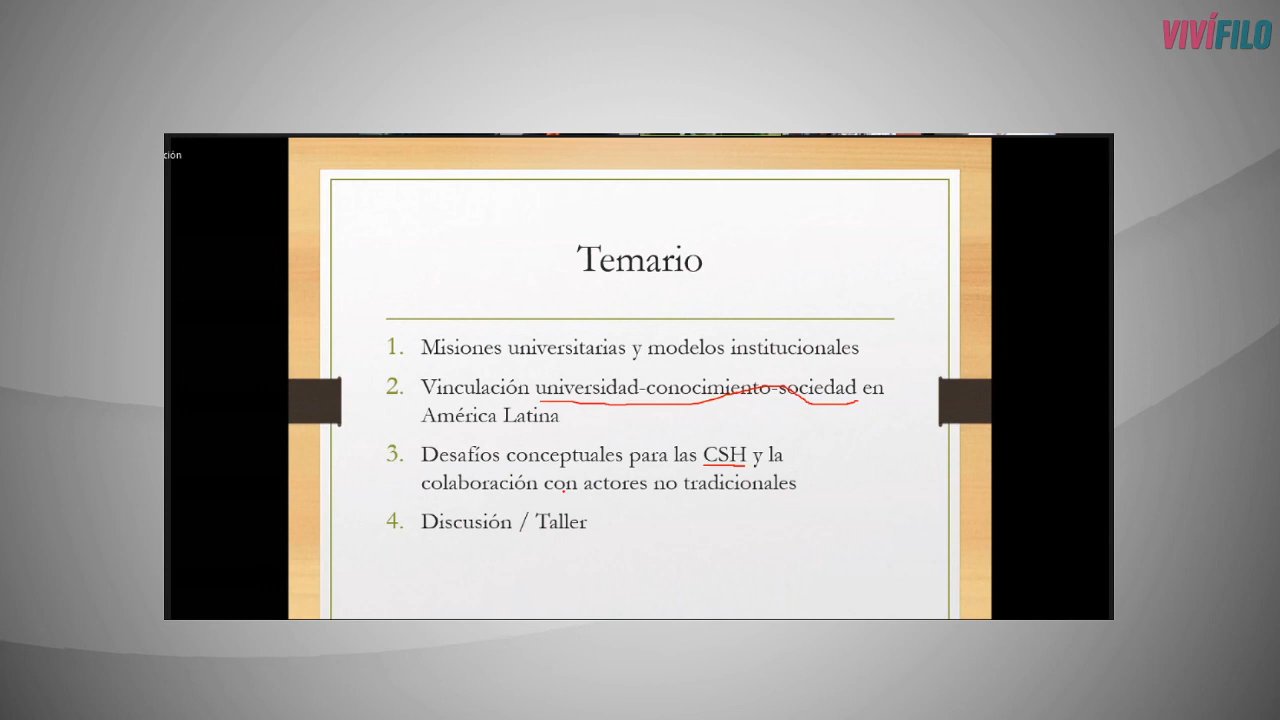 VIVÍFILO
ción
Temario
1. Misiones universitarias y modelos institucionales
2. Vinculación universidad-conocimiento-sociedad en
América Latina
3. Desafíos conceptuales para las CSH y la
colaboración con actores no tradicionales
4. Discusión / Taller